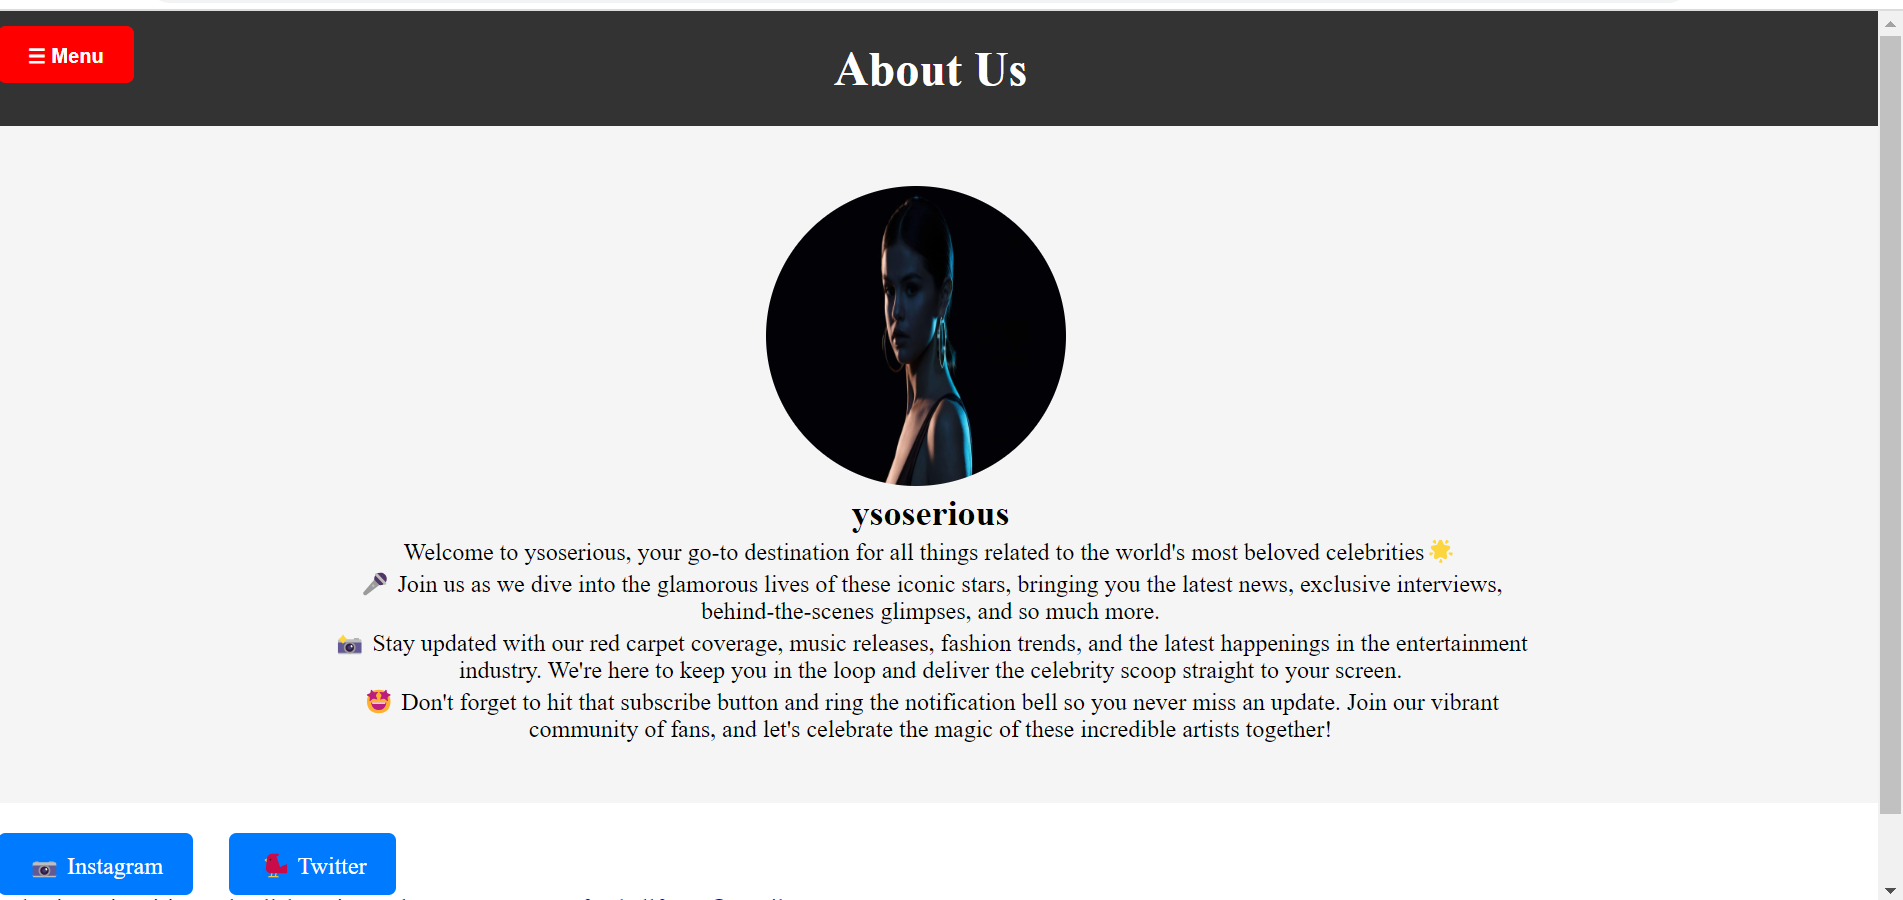 ☰ Menu
About Us
ysoserious
Welcome to ysoserious, your go-to destination for all things related to the world's most beloved celebrities🌟
🎤 Join us as we dive into the glamorous lives of these iconic stars, bringing you the latest news, exclusive interviews,
behind-the-scenes glimpses, and so much more.
📸 Stay updated with our red carpet coverage, music releases, fashion trends, and the latest happenings in the entertainment
industry. We're here to keep you in the loop and deliver the celebrity scoop straight to your screen.
🤩 Don't forget to hit that subscribe button and ring the notification bell so you never miss an update. Join our vibrant
community of fans, and let's celebrate the magic of these incredible artists together!
📷 Instagram
🐦 Twitter